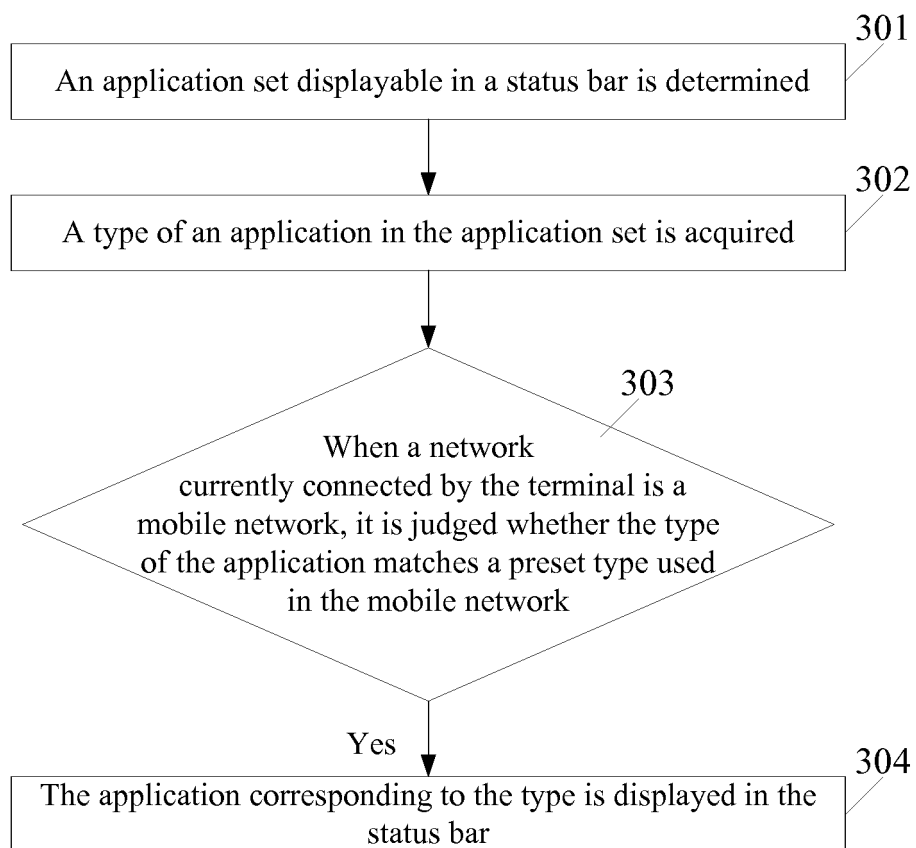 301
An application set displayable in a status bar is determined
302
A type of an application in the application set is acquired
303
When a network
currently connected by the terminal is a
mobile network, it is judged whether the type
of the application matches a preset type used
in the mobile network
Yes
304
The application corresponding to the type is displayed in the
status bar